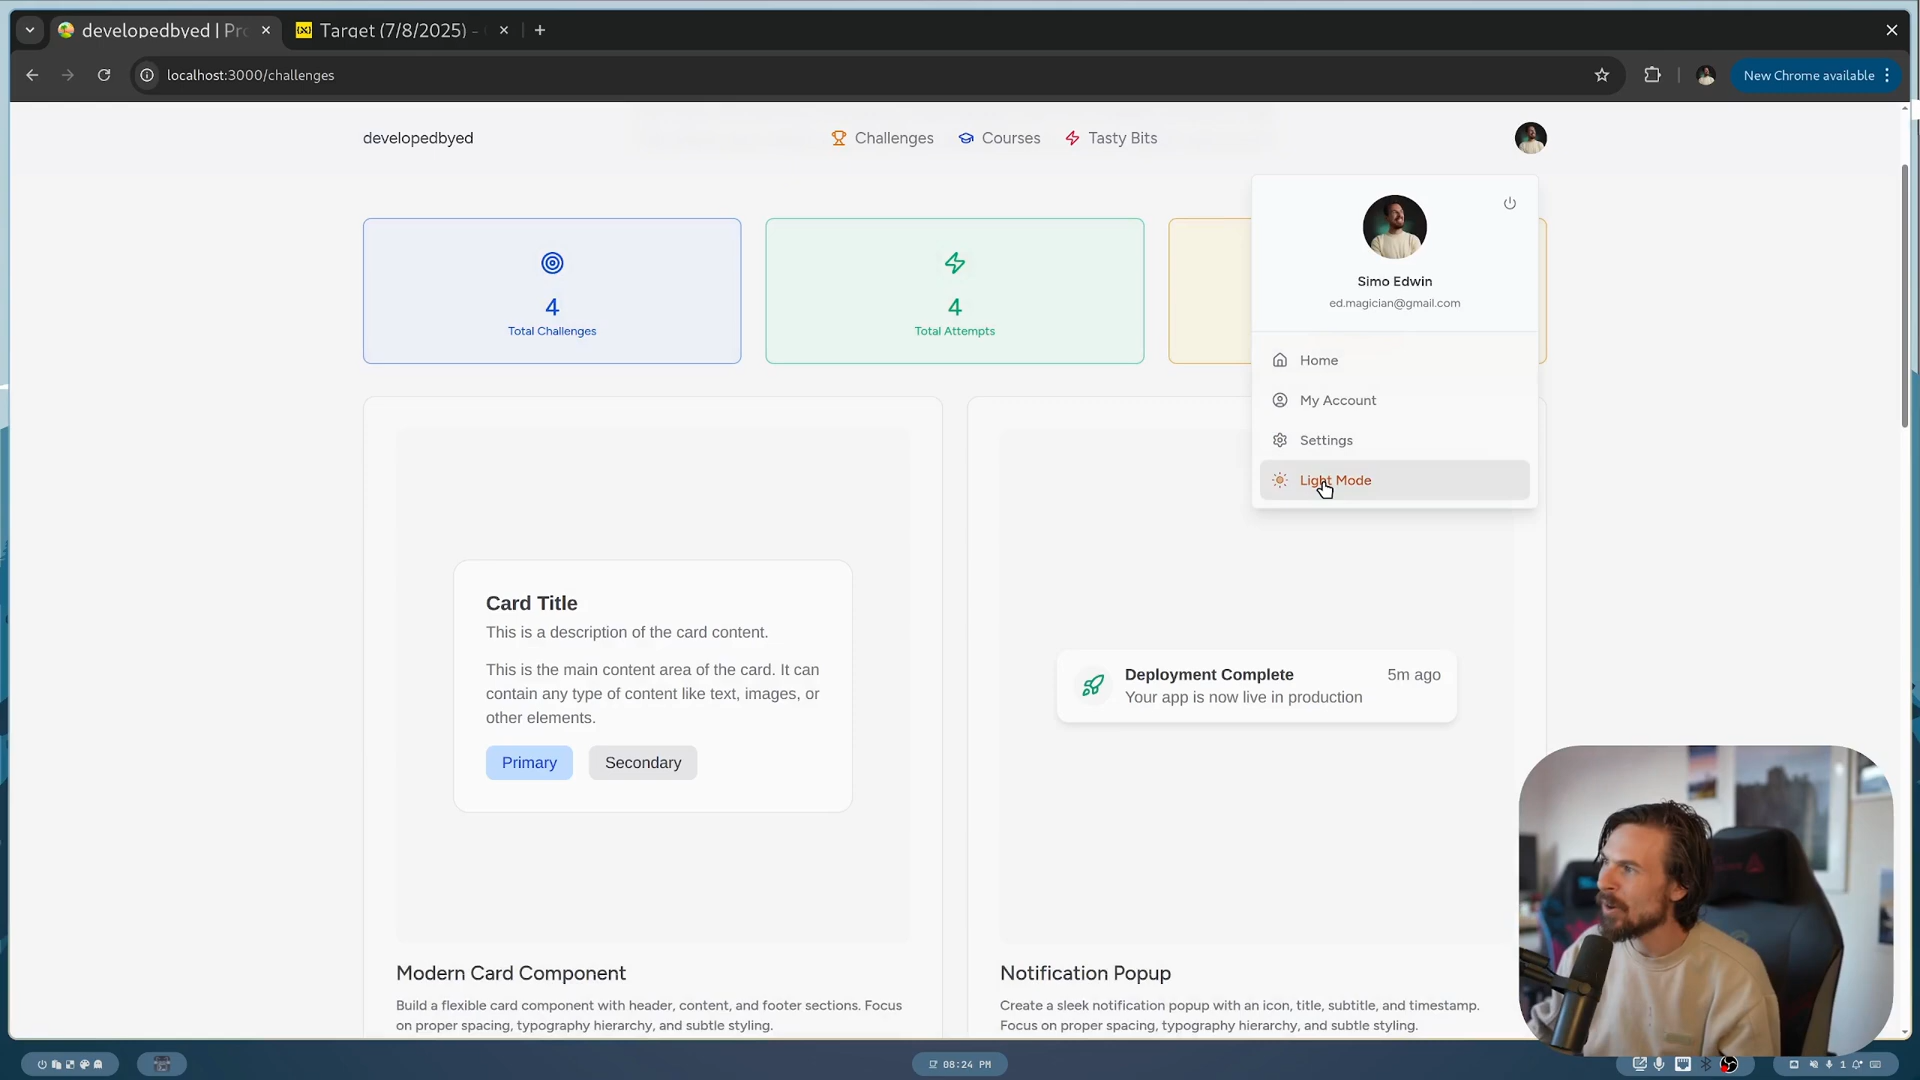 developedbyed | Pr
Target (7/8/2025) -
localhost:3000/challenges
New Chrome available
developedbyed
Challenges
Courses
Tasty Bits
4
Total Challenges
4
Total Attempts
Simo Edwin
ed.magician@gmail.com
Home
My Account
Settings
Light Mode
Card Title
This is a description of the card content.
This is the main content area of the card. It can
contain any type of content like text, images, or
other elements.
Primary
Secondary
Deployment Complete
5m ago
Your app is now live in production
Modern Card Component
Build a flexible card component with header, content, and footer sections. Focus
on proper spacing, typography hierarchy, and subtle styling.
Notification Popup
Create a sleek notification popup with an icon, title, subtitle, and timestamp.
Focus on proper spacing, typography hierarchy, and subtle styling.
08:24 PM
1